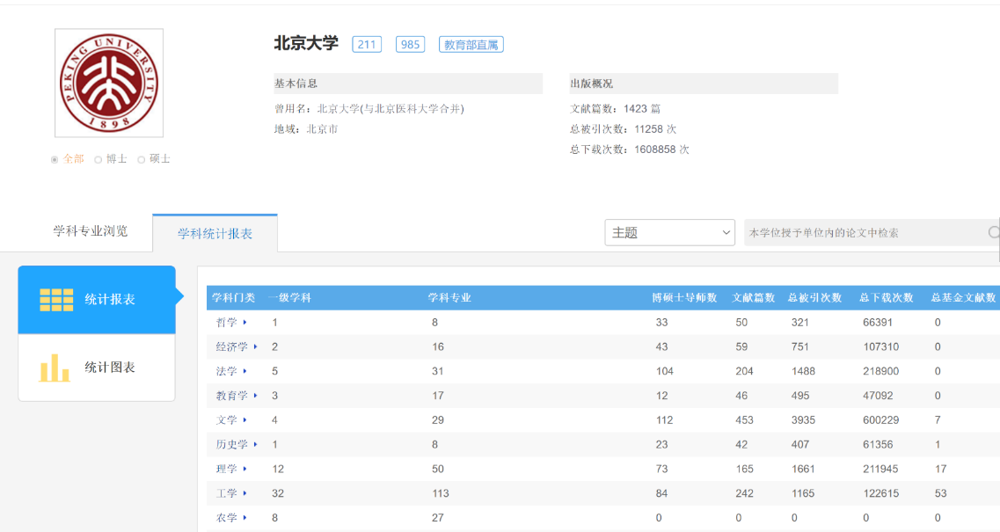 PEKING UNIVERSITY
1898
北京大学 211 985 教育部直属
基本信息
曾用名：北京大学(与北京医科大学合并)
地域：北京市
出版概况
文献篇数：1423 篇
总被引次数：11258 次
总下载次数：1608858 次
全部 博士 硕士
学科专业浏览 学科统计报表 主题 本学位授予单位内的论文中检索
统计报表
统计图表
学科门类 一级学科 学科专业 博硕士导师数 文献篇数 总被引次数 总下载次数 总基金文献数
哲学 1 8 33 50 321 66391 0
经济学 2 16 43 59 751 107310 0
法学 5 31 104 204 1488 218900 0
教育学 3 17 12 46 495 47092 0
文学 4 29 112 453 3935 600229 7
历史学 1 8 23 42 407 61356 1
理学 12 50 73 165 1661 211945 17
工学 32 113 84 242 1165 122615 53
农学 8 27 0 0 0 0 0